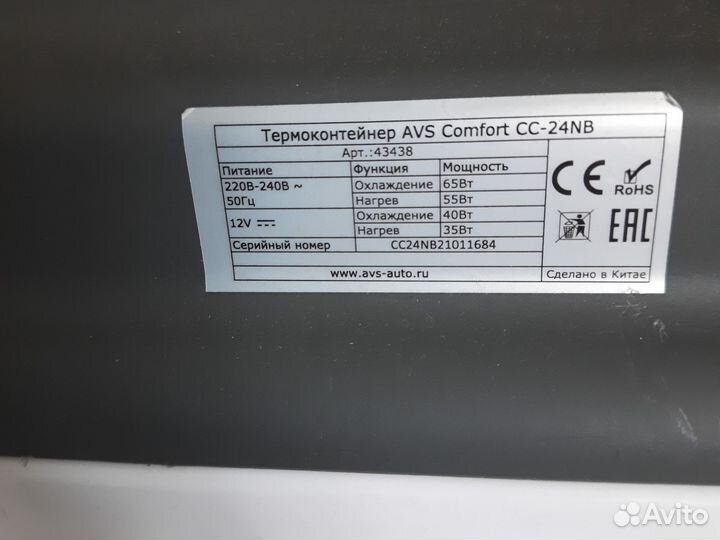 Термоконтейнер AVS Comfort CC-24NB
Арт.:43438
Питание Функция Мощность
220В-240В ~ 50Гц
Охлаждение 65Вт
Нагрев 55Вт
12V
Охлаждение 40Вт
Нагрев 35Вт
Серийный номер CC24NB21011684
www.avs-auto.ru
CE
RoHS
EAC
Сделано в Китае
Avito